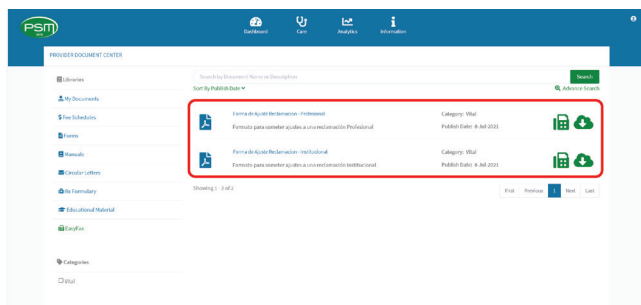 PSM
Dashboard
Care
Analytics
Information
PROVIDER DOCUMENT CENTER
Libraries
My Documents
Fee Schedules
Forms
Manuals
Circular Letters
Rx Formulary
Educational Material
EasyFax
Categories
Vital
Search by Document Name or Description
Search
Sort By Publish Date
Advance Search
Forma de Ajuste Reclamacion - Profesional
Category: Vital
Formato para someter ajustes a una reclamación Profesional
Publish Date: 6-Jul-2021
Forma de Ajuste Reclamacion - Institucional
Category: Vital
Formato para someter ajustes a una reclamación Institucional
Publish Date: 6-Jul-2021
Showing 1 - 2 of 2
First Previous 1 Next Last